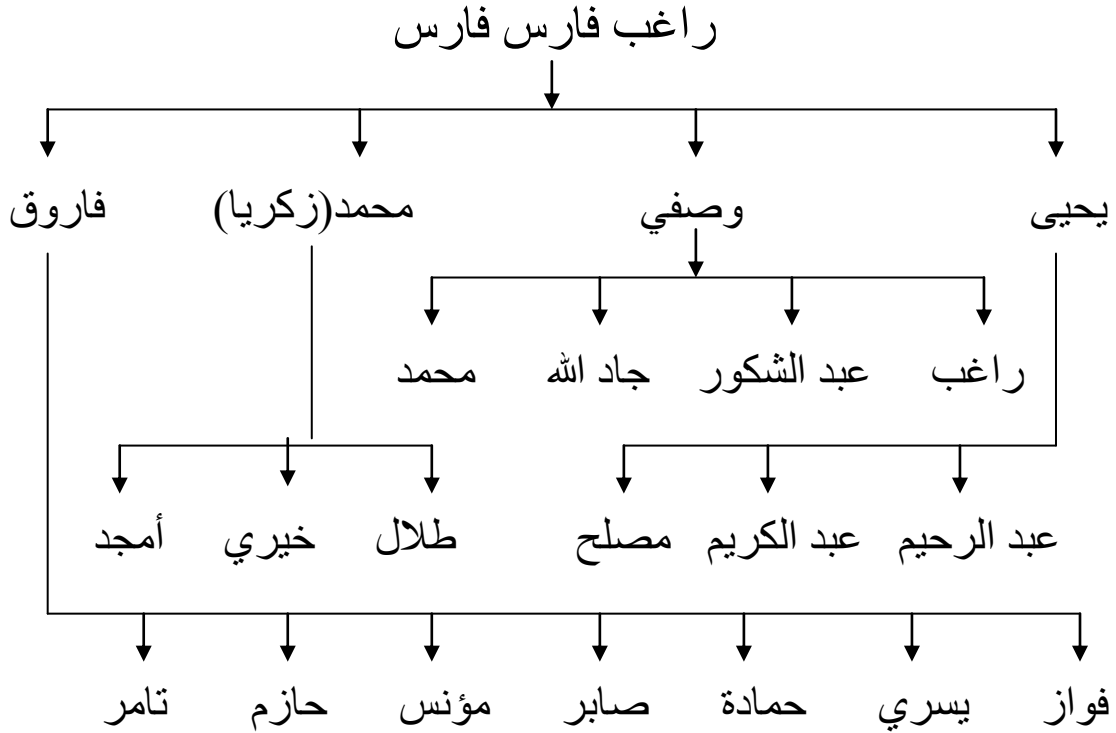 راغب فارس فارس
يحيى وصفي محمد(زكريا) فاروق
راغب عبد الشكور جاد الله محمد
عبد الرحيم عبد الكريم مصلح طلال خيري أمجد
فواز يسري حمادة صابر مؤنس حازم تامر